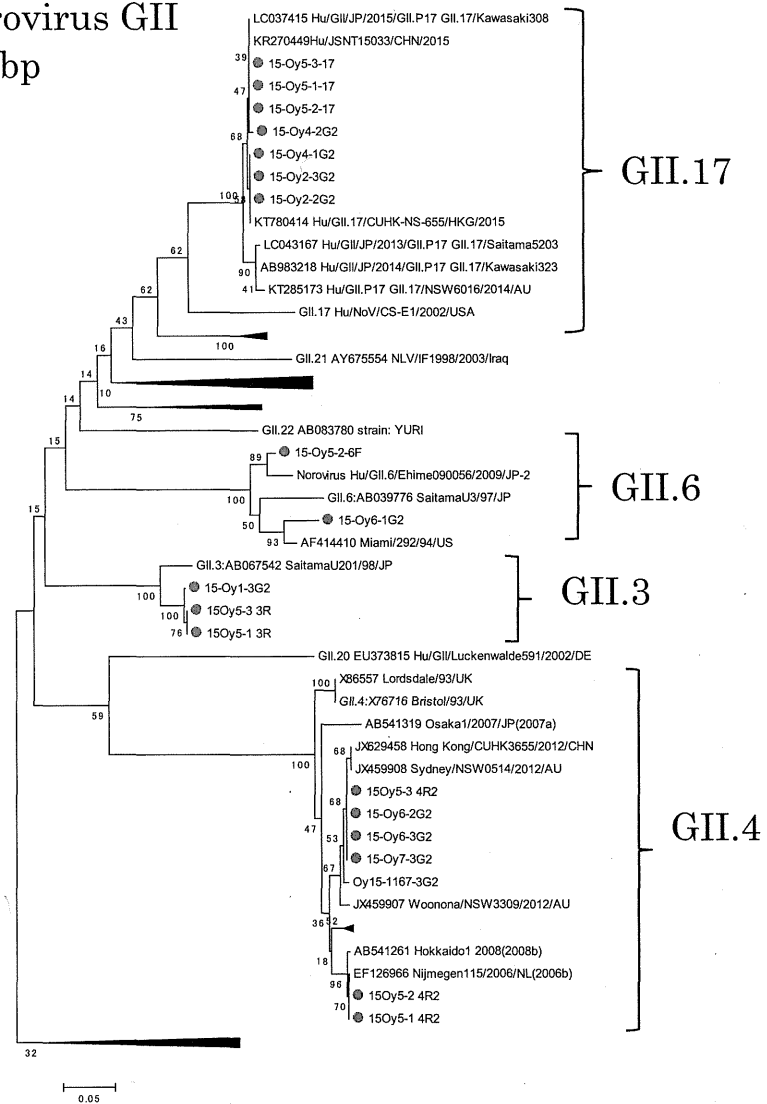 rovirus GII
bp
LC037415 Hu/GII/JP/2015/GII.P17 GII.17/Kawasaki308
KR270449Hu/JSNT15033/CHN/2015
39
15-Oy5-3-17
15-Oy5-1-17
47
15-Oy5-2-17
15-Oy4-2G2
68
15-Oy4-1G2
GII.17
15-Oy2-3G2
15-Oy2-2G2
100
KT780414 Hu/GII.17/CUHK-NS-655/HKG/2015
LC043167 Hu/GII/JP/2013/GII.P17 GII.17/Saitama5203
62
AB983218 Hu/GII/JP/2014/GII.P17 GII.17/Kawasaki323
90
41
KT285173 Hu/GII.P17 GII.17/NSW6016/2014/AU
62
GII.17 Hu/NoV/CS-E1/2002/USA
43
100
16
GII.21 AY675554 NLV/IF1998/2003/Iraq
14
10
14
75
GII.22 AB083780 strain: YURI
15
15-Oy5-2-6F
89
Norovirus Hu/GII.6/Ehime090056/2009/JP-2
100
GII.6:AB039776 SaitamaU3/97/JP
GII.6
50
15-Oy6-1G2
15
93
AF414410 Miami/292/94/US
GII.3:AB067542 SaitamaU201/98/JP
100
15-Oy1-3G2
GII.3
100
15Oy5-3 3R
76
15Oy5-1 3R
GII.20 EU373815 Hu/GII/Luckenwalde591/2002/DE
100
X86557 Lordsdale/93/UK
GII.4:X76716 Bristol/93/UK
59
AB541319 Osaka1/2007/JP(2007a)
JX629458 Hong Kong/CUHK3655/2012/CHN
68
100
JX459908 Sydney/NSW0514/2012/AU
15Oy5-3 4R2
68
15-Oy6-2G2
47
GII.4
15-Oy6-3G2
53
15-Oy7-3G2
67
Oy15-1167-3G2
JX459907 Woonona/NSW3309/2012/AU
36
52
AB541261 Hokkaido1 2008(2008b)
18
EF126966 Nijmegen115/2006/NL(2006b)
96
15Oy5-2 4R2
70
15Oy5-1 4R2
32
0.05